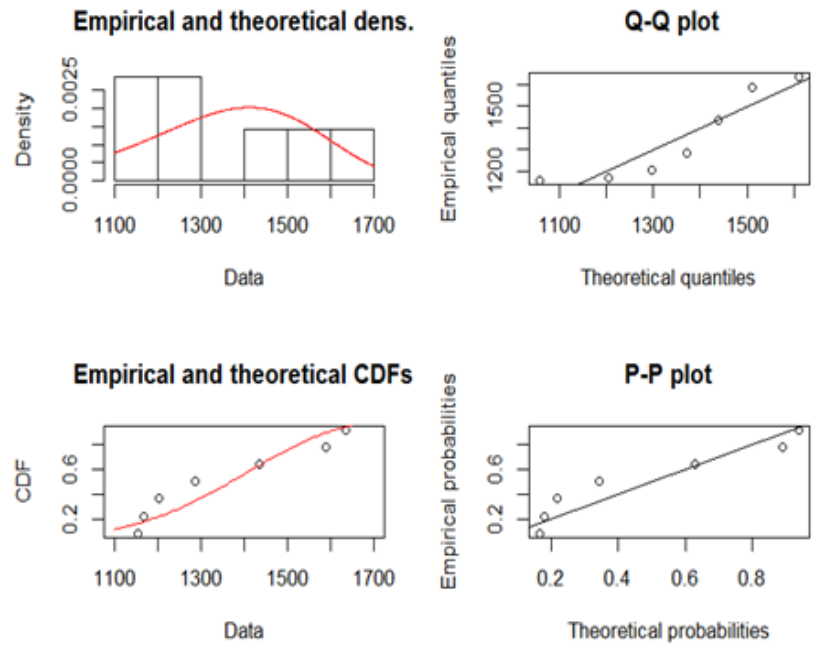 Empirical and theoretical dens.
Density
0.0000
0.0025
1100
1300
1500
1700
Data
Q-Q plot
Empirical quantiles
1200
1500
1100
1300
1500
Theoretical quantiles
Empirical and theoretical CDFs
CDF
0.2
0.6
1100
1300
1500
1700
Data
P-P plot
Empirical probabilities
0.2
0.6
0.2
0.4
0.6
0.8
Theoretical probabilities